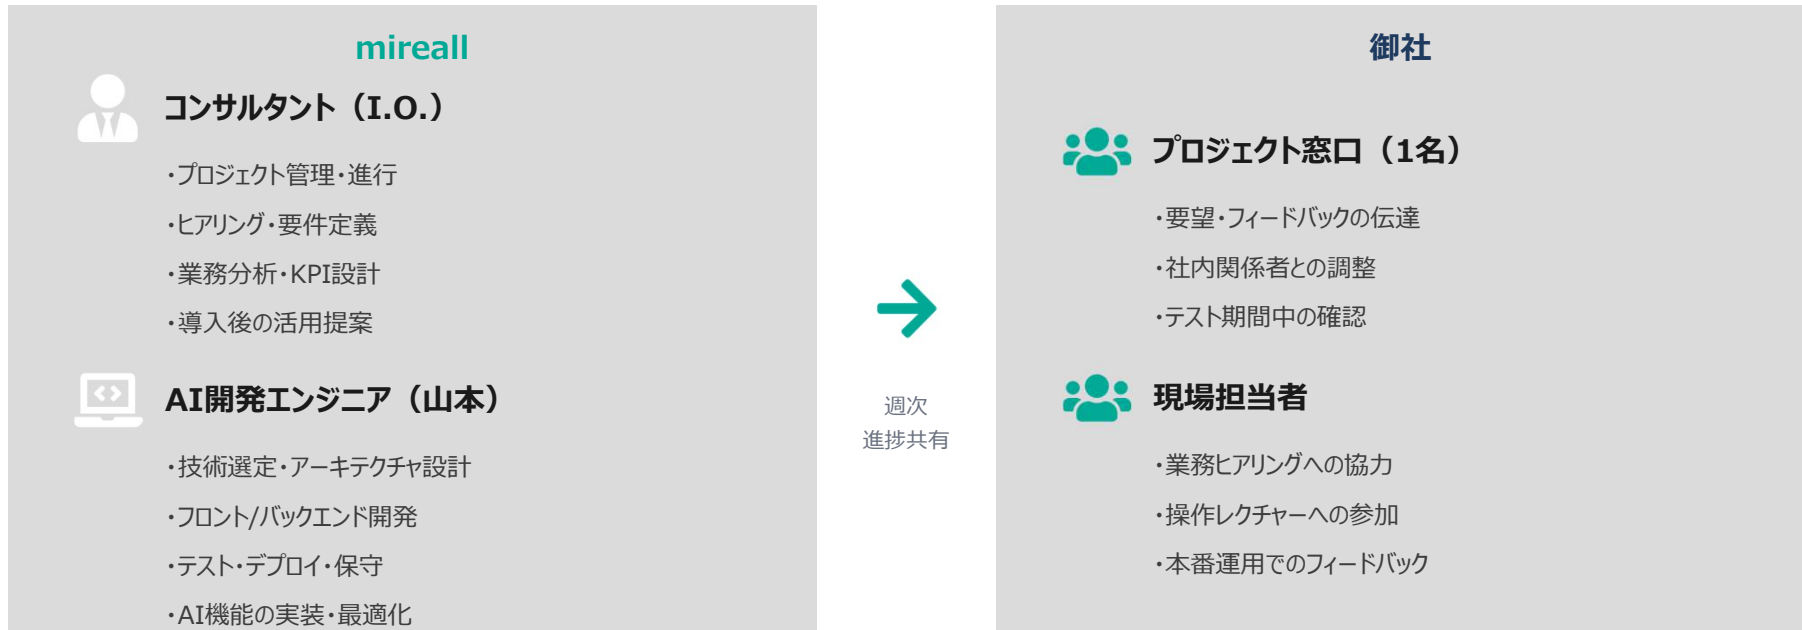 mireall
コンサルタント（I.O.）
・プロジェクト管理・進行
・ヒアリング・要件定義
・業務分析・KPI設計
・導入後の活用提案
AI開発エンジニア（山本）
・技術選定・アーキテクチャ設計
・フロント/バックエンド開発
・テスト・デプロイ・保守
・AI機能の実装・最適化
週次
進捗共有
御社
プロジェクト窓口（1名）
・要望・フィードバックの伝達
・社内関係者との調整
・テスト期間中の確認
現場担当者
・業務ヒアリングへの協力
・操作レクチャーへの参加
・本番運用でのフィードバック